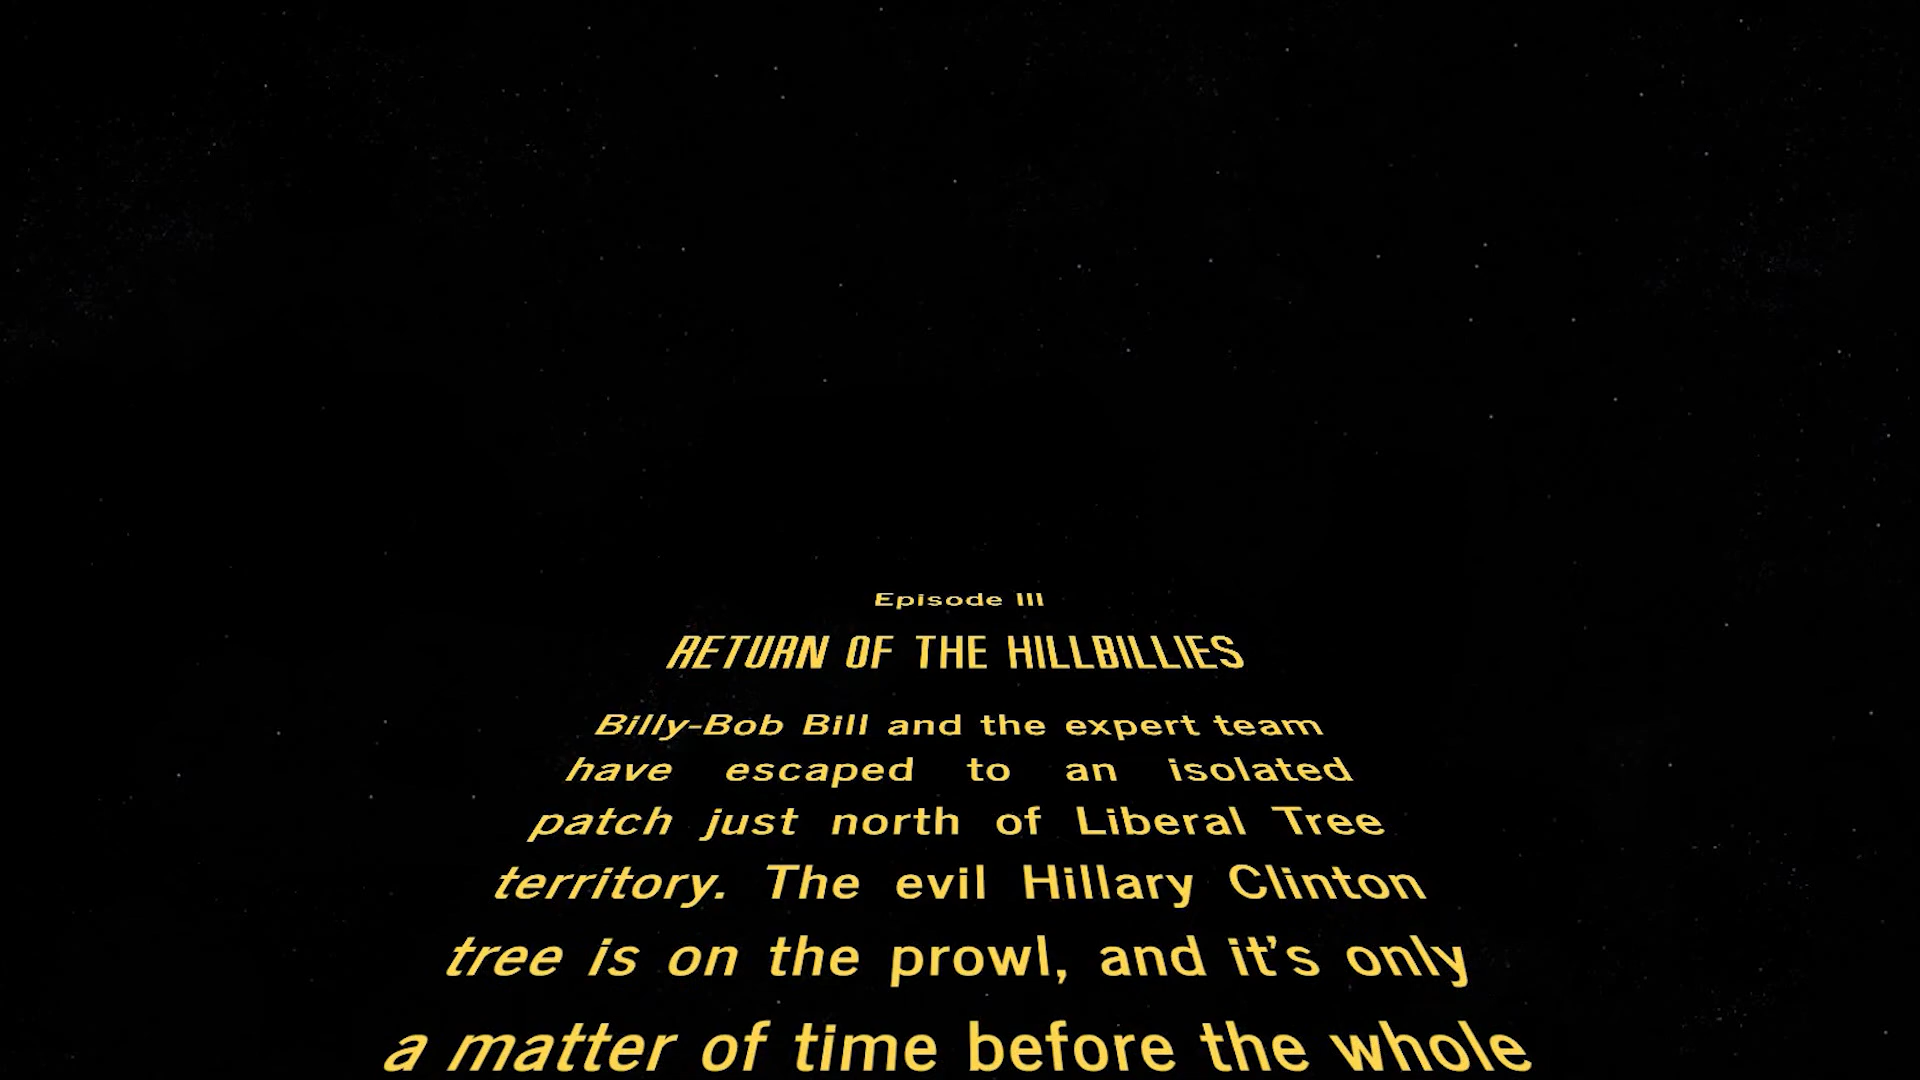 Episode III
RETURN OF THE HILLBILLIES
Billy-Bob Bill and the expert team
have escaped to an isolated
patch just north of Liberal Tree
territory. The evil Hillary Clinton
tree is on the prowl, and it’s only
a matter of time before the whole